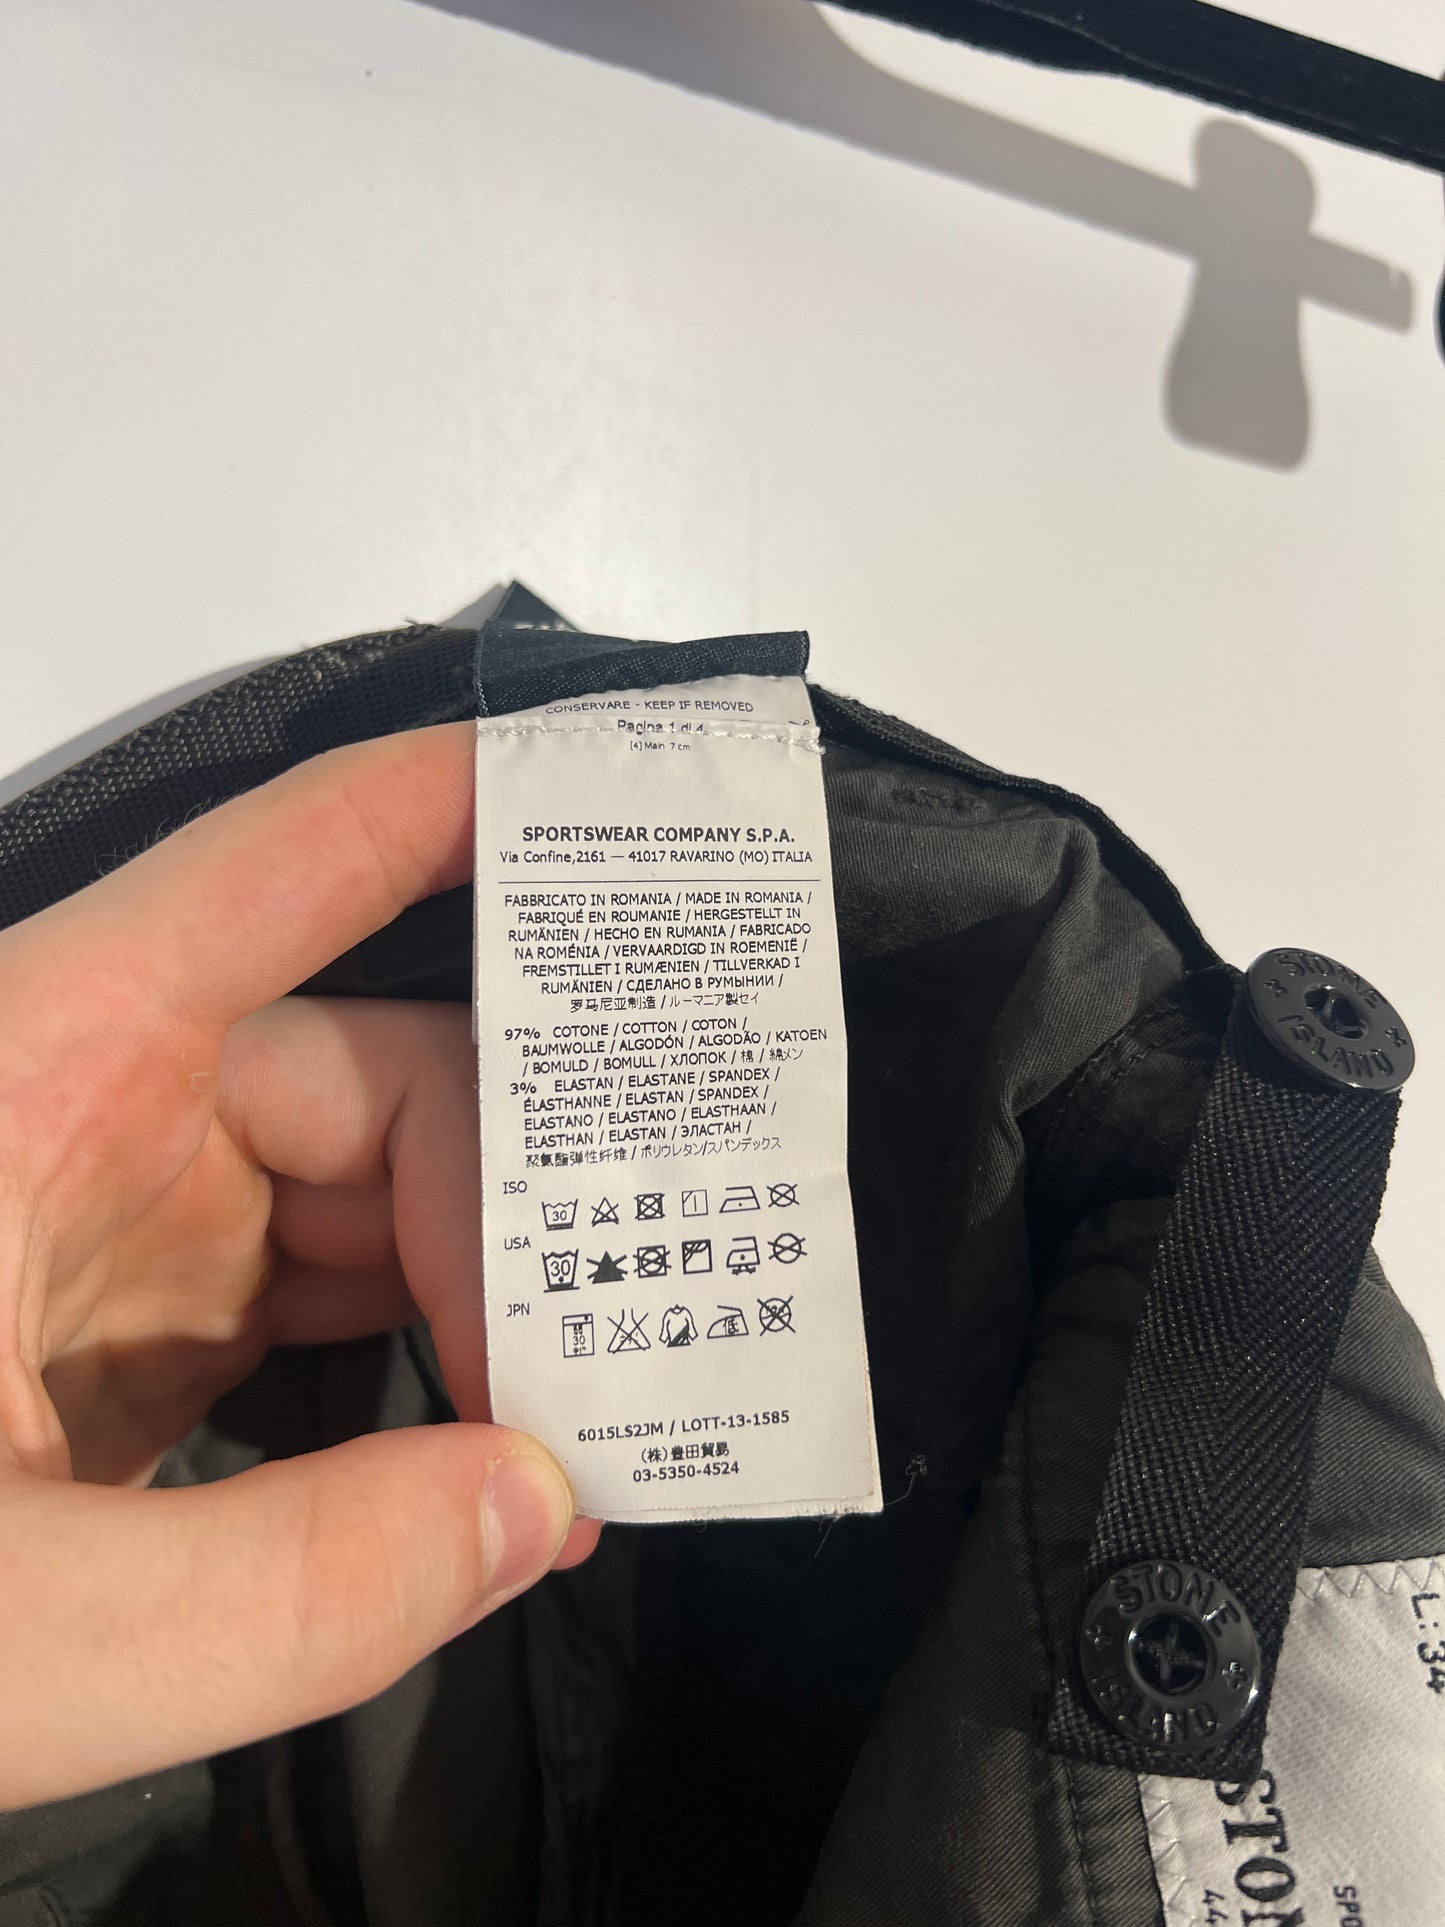 CONSERVARE - KEEP IF REMOVED
Pagina 1 di 4
[4] Main 7 cm
SPORTSWEAR COMPANY S.P.A.
Via Confine,2161 — 41017 RAVARINO (MO) ITALIA
FABBRICATO IN ROMANIA / MADE IN ROMANIA /
FABRIQUÉ EN ROUMANIE / HERGESTELLT IN
RUMÄNIEN / HECHO EN RUMANIA / FABRICADO
NA ROMÉNIA / VERVAARDIGD IN ROEMENIË /
FREMSTILLET I RUMÆNIEN / TILLVERKAD I
RUMÄNIEN / СДЕЛАНО В РУМЫНИИ /
罗马尼亚制造 / ルーマニア製セイ
97% COTONE / COTTON / COTON /
BAUMWOLLE / ALGODÓN / ALGODÃO / KATOEN
/ BOMULD / BOMULL / ХЛОПОК / 棉 / 綿メン
3% ELASTAN / ELASTANE / SPANDEX /
ÉLASTHANNE / ELASTAN / SPANDEX /
ELASTANO / ELASTANO / ELASTHAAN /
ELASTHAN / ELASTAN / ЭЛАСТАН /
聚氨酯弹性纤维 / ポリウレタン/スパンデックス
ISO
30
USA
30
JPN
30
低
6015LS2JM / LOTT-13-1585
(株)豊田貿易
03-5350-4524
STONE
ISLAND
STONE
ISLAND
L: 34